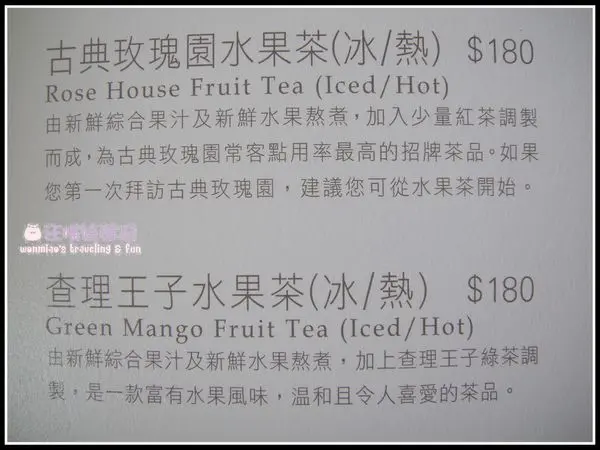 古典玫瑰園水果茶(冰/熱) $180
Rose House Fruit Tea (Iced/Hot)
由新鮮綜合果汁及新鮮水果熬煮，加入少量紅茶調製
而成，為古典玫瑰園常客點用率最高的招牌茶品。如果
您第一次拜訪古典玫瑰園，建議您可從水果茶開始。
wanmiao's traveling & fun
查理王子水果茶(冰/熱) $180
Green Mango Fruit Tea (Iced/Hot)
由新鮮綜合果汁及新鮮水果熬煮，加上查理王子綠茶調
製，是一款富有水果風味，溫和且令人喜愛的茶品。